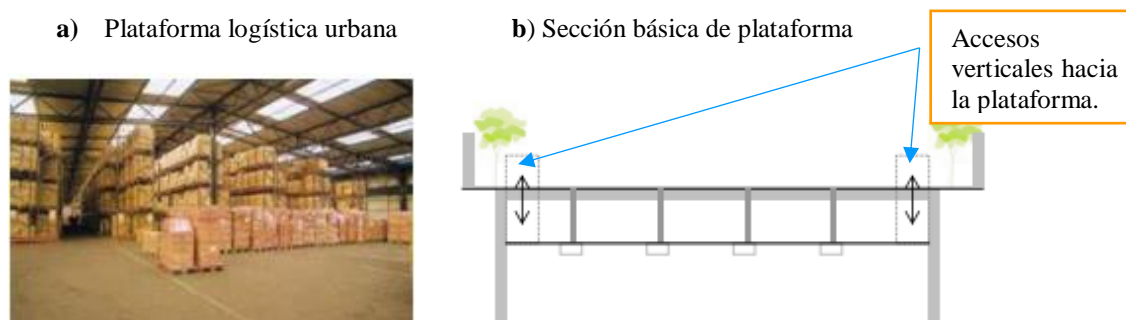 a) Plataforma logística urbana
b) Sección básica de plataforma
Accesos
verticales hacia
la plataforma.